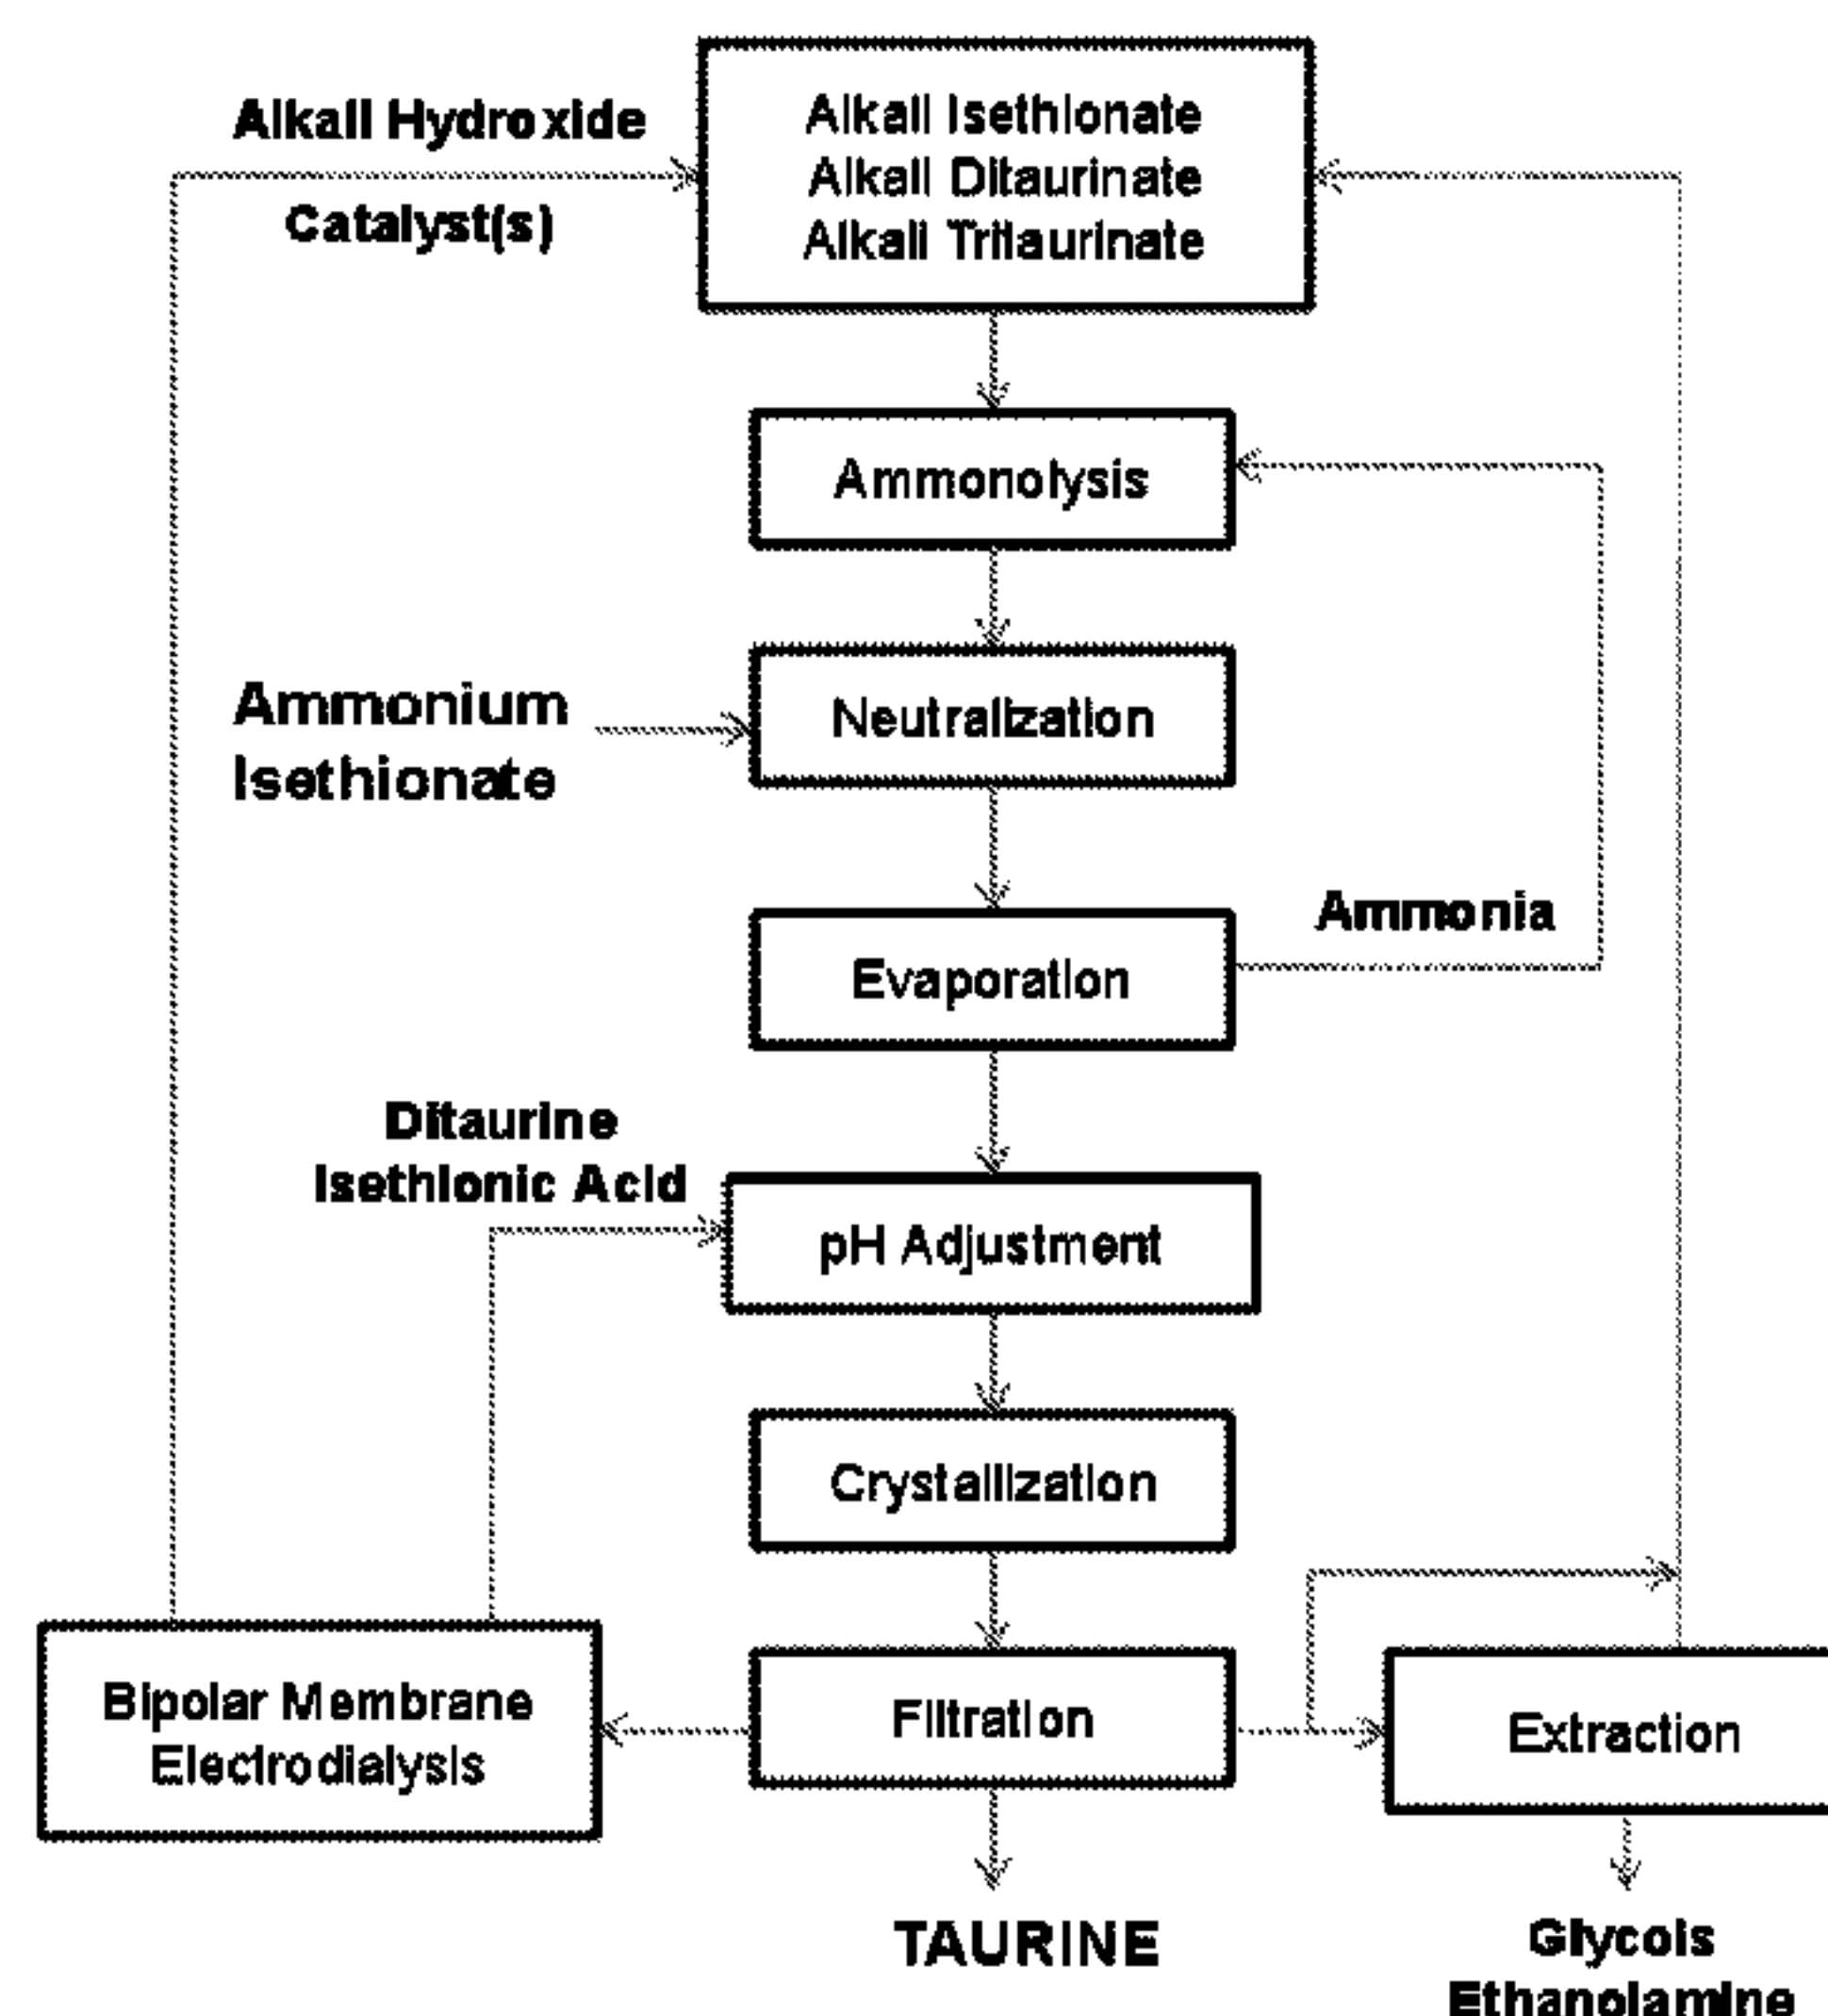 Alkali Hydroxide
Catalyst(s)
Alkali Isethionate
Alkali Ditaurinate
Alkali Tritaurinate
Ammonolysis
Ammonium
Isethionate
Neutralization
Evaporation
Ammonia
Ditaurine
Isethionic Acid
pH Adjustment
Crystallization
Bipolar Membrane
Electrodialysis
Filtration
Extraction
TAURINE
Glycols
Ethanolamine